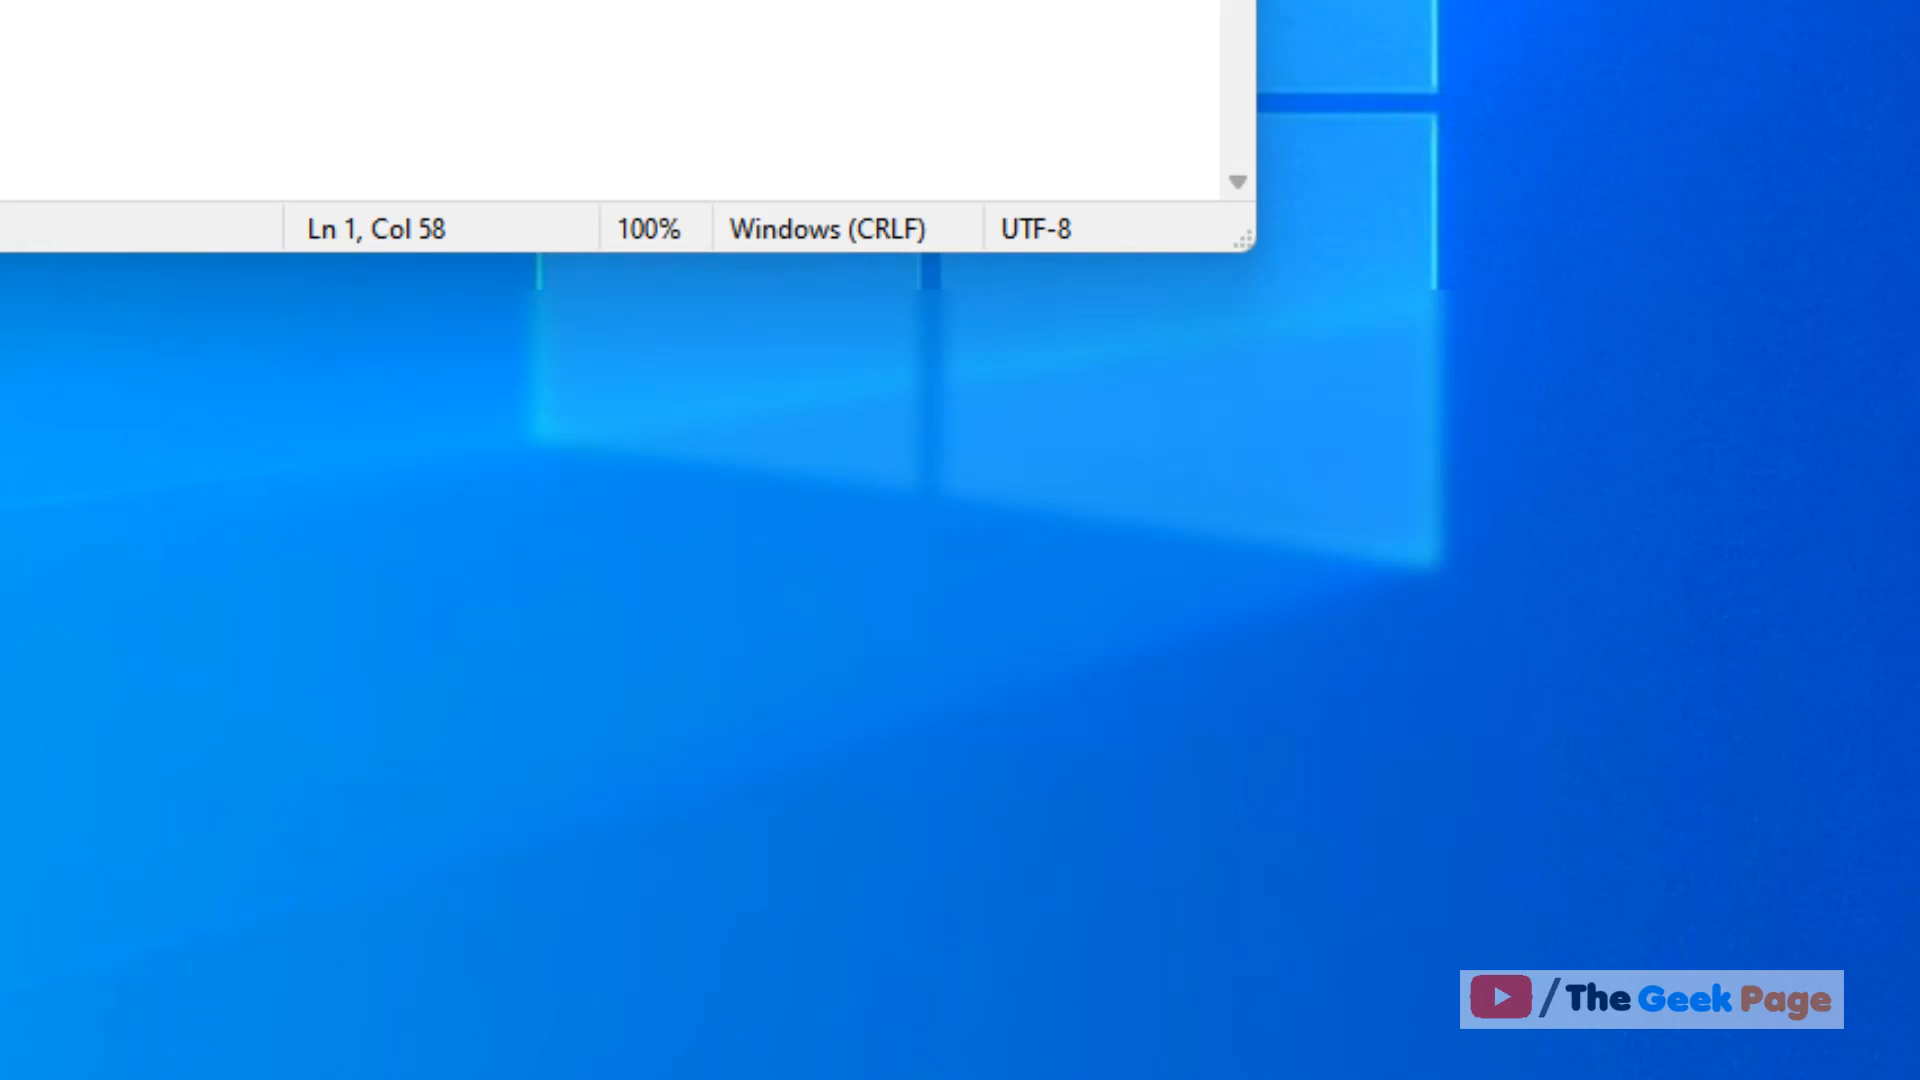 Ln 1, Col 58
100%
Windows (CRLF)
UTF-8
/The Geek Page